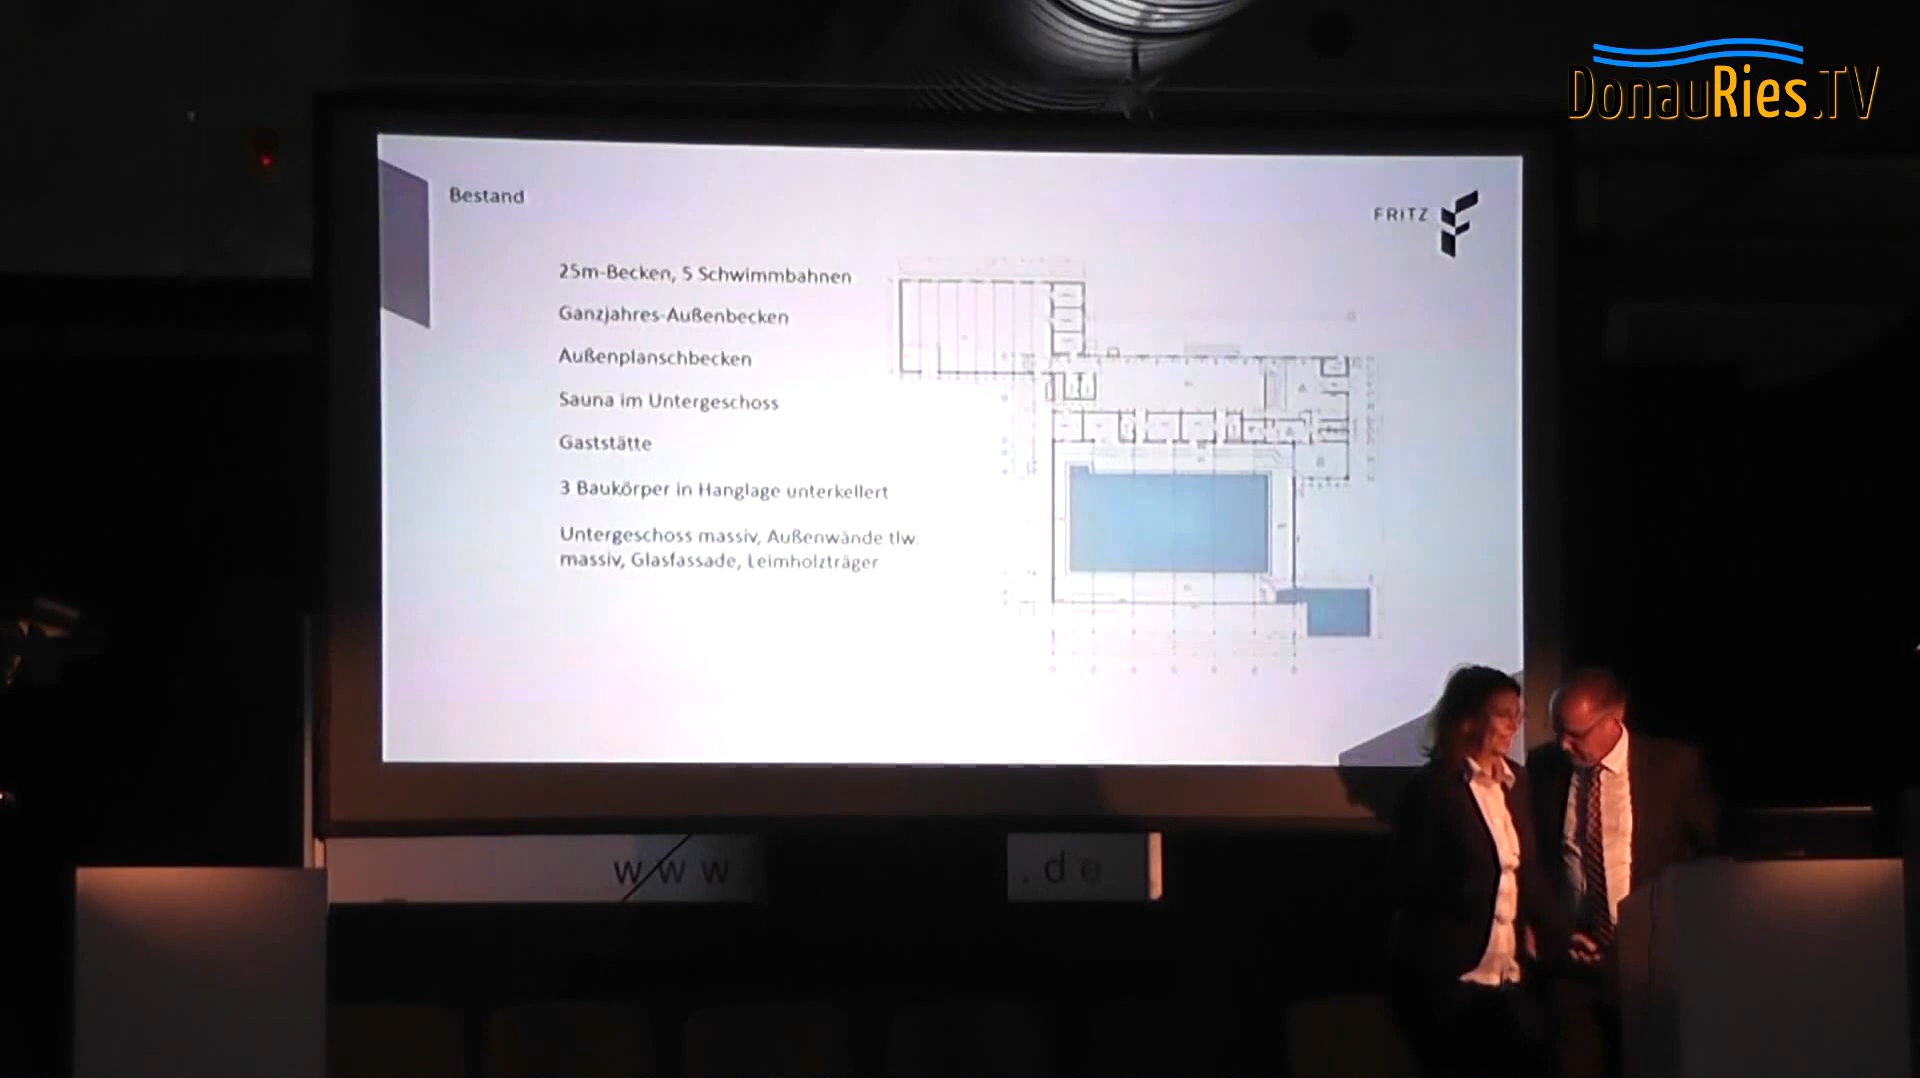 DonauRies.TV
Bestand
FRITZ
25m-Becken, 5 Schwimmbahnen
Ganzjahres-Außenbecken
Außenplanschbecken
Sauna im Untergeschoss
Gaststätte
3 Baukörper in Hanglage unterkellert
Untergeschoss massiv, Außenwände tlw.
massiv, Glasfassade, Leimholzträger
www
.de